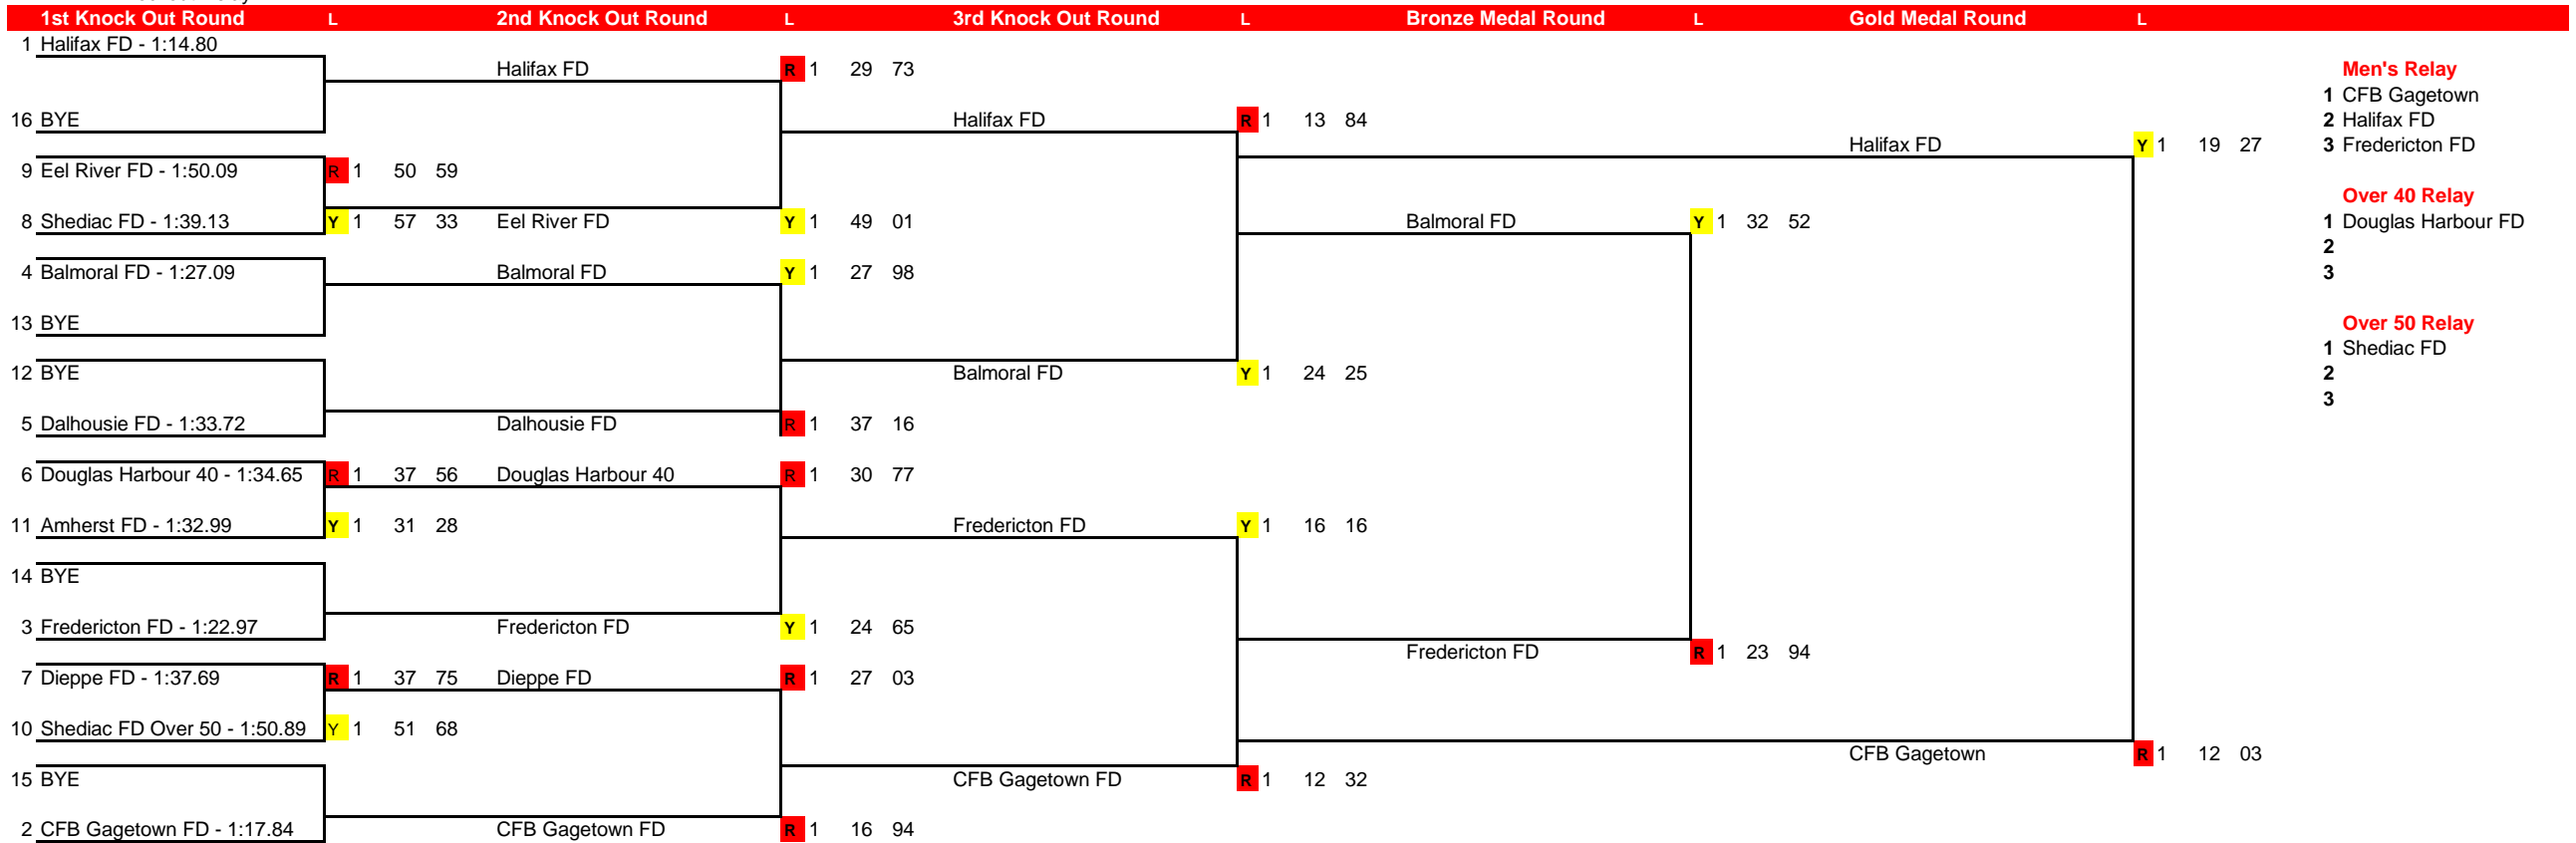 1st Knock Out Round L 2nd Knock Out Round L 3rd Knock Out Round L Bronze Medal Round L Gold Medal Round L
1 Halifax FD - 1:14.80
Halifax FD R 1 29 73 Men's Relay
1 CFB Gagetown
16 BYE Halifax FD R 1 13 84 2 Halifax FD
Halifax FD Y 1 19 27 3 Fredericton FD
9 Eel River FD - 1:50.09 R 1 50 59
Over 40 Relay
8 Shediac FD - 1:39.13 Y 1 57 33 Eel River FD Y 1 49 01 Balmoral FD Y 1 32 52 1 Douglas Harbour FD
2
4 Balmoral FD - 1:27.09 Balmoral FD Y 1 27 98 3
13 BYE Over 50 Relay
1 Shediac FD
12 BYE Balmoral FD Y 1 24 25 2
3
5 Dalhousie FD - 1:33.72 Dalhousie FD R 1 37 16
6 Douglas Harbour 40 - 1:34.65 R 1 37 56 Douglas Harbour 40 R 1 30 77
11 Amherst FD - 1:32.99 Y 1 31 28 Fredericton FD Y 1 16 16
14 BYE
3 Fredericton FD - 1:22.97 Fredericton FD Y 1 24 65
Fredericton FD R 1 23 94
7 Dieppe FD - 1:37.69 R 1 37 75 Dieppe FD R 1 27 03
10 Shediac FD Over 50 - 1:50.89 Y 1 51 68
CFB Gagetown R 1 12 03
15 BYE CFB Gagetown FD R 1 12 32
2 CFB Gagetown FD - 1:17.84 CFB Gagetown FD R 1 16 94